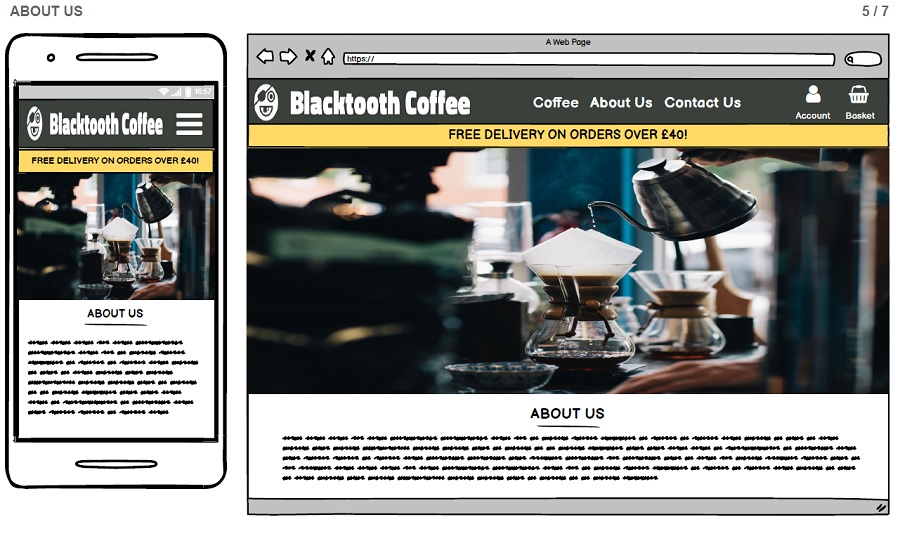 ABOUT US
5 / 7
16:57
Blacktooth Coffee
FREE DELIVERY ON ORDERS OVER £40!
ABOUT US
A Web Page
https://
Blacktooth Coffee
Coffee About Us Contact Us
Account Basket
FREE DELIVERY ON ORDERS OVER £40!
ABOUT US